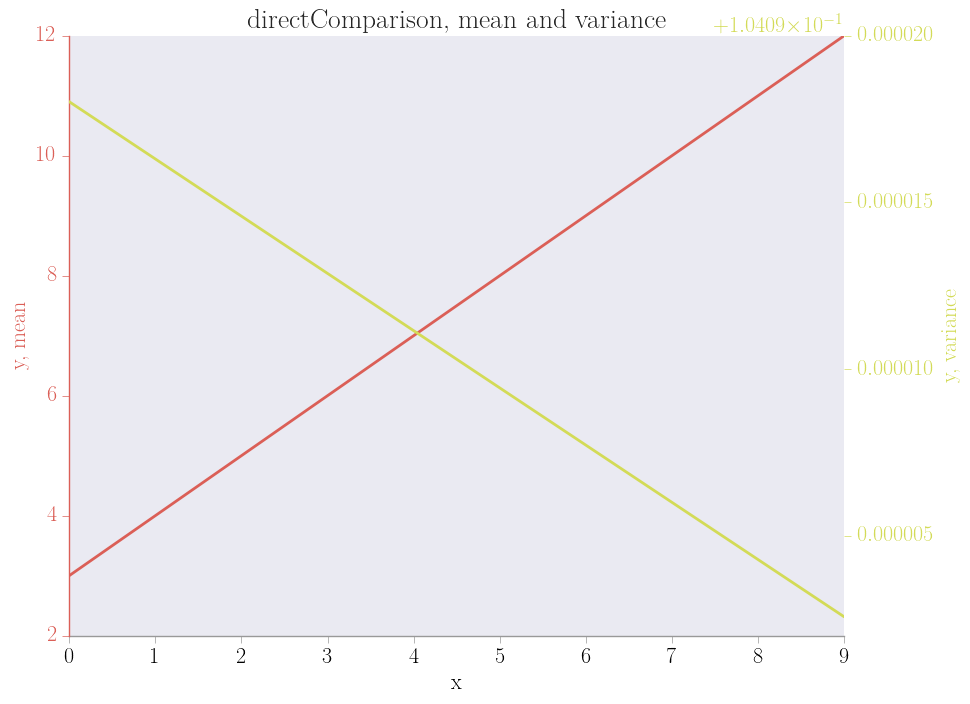 directComparison, mean and variance
+1.0409×10⁻¹
12
10
8
6
4
2
y, mean
0.000020
0.000015
0.000010
0.000005
y, variance
0 1 2 3 4 5 6 7 8 9
x